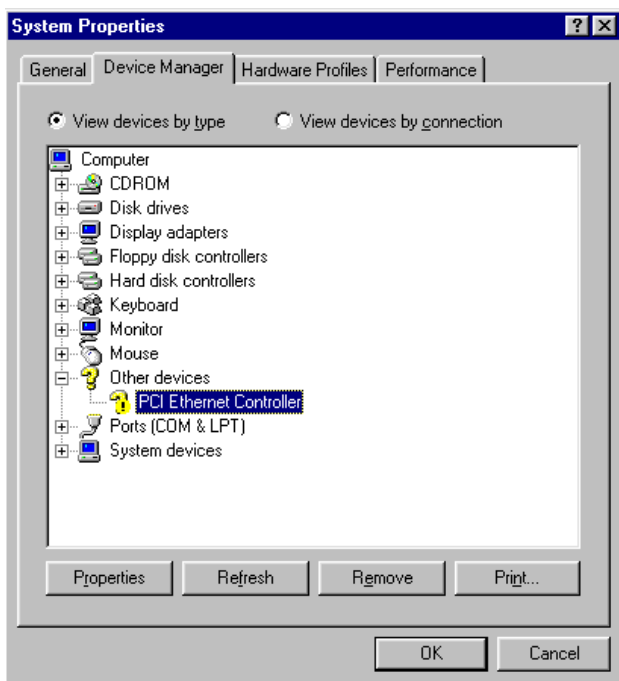 System Properties
General Device Manager Hardware Profiles Performance
View devices by type View devices by connection
Computer
CDROM
Disk drives
Display adapters
Floppy disk controllers
Hard disk controllers
Keyboard
Monitor
Mouse
Other devices
PCI Ethernet Controller
Ports (COM & LPT)
System devices
Properties Refresh Remove Print...
OK Cancel